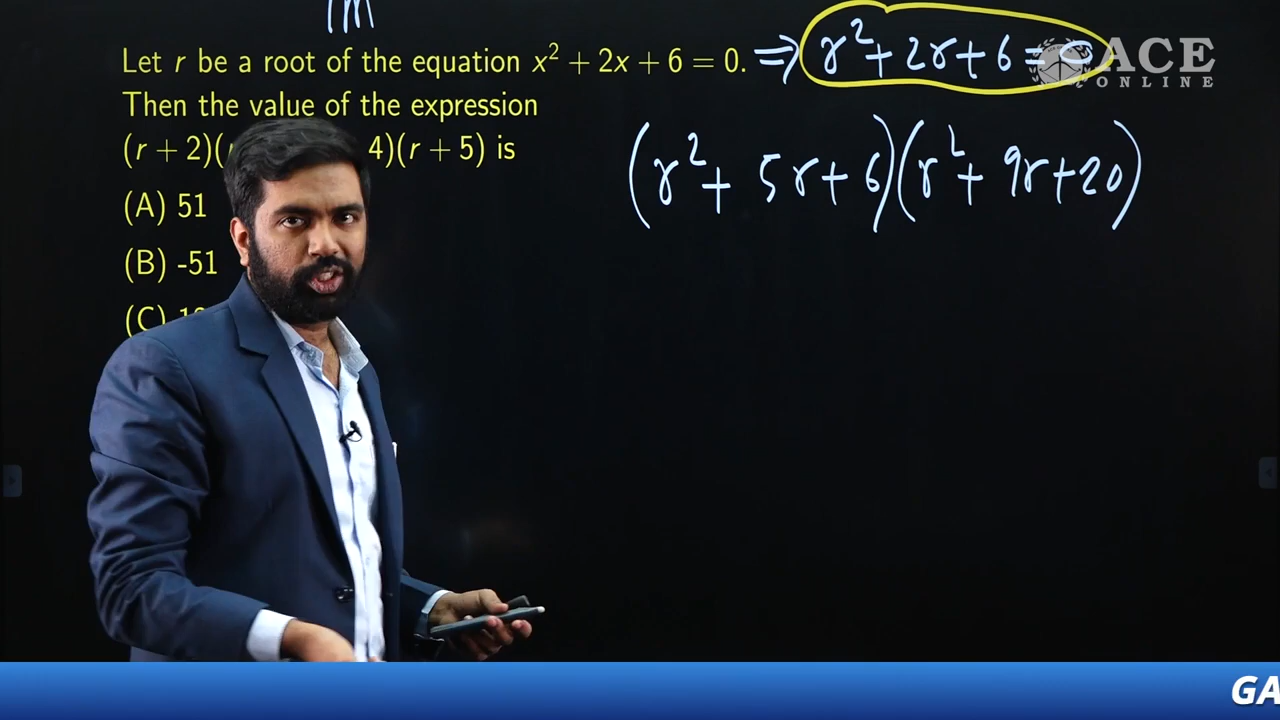 Let r be a root of the equation x² + 2x + 6 = 0. ⇒ r² + 2r + 6 = 0
ACE
ONLINE
Then the value of the expression
(r + 2)( 4)(r + 5) is
(r² + 5r + 6)(r² + 9r + 20)
(A) 51
(B) -51
(C)
GA